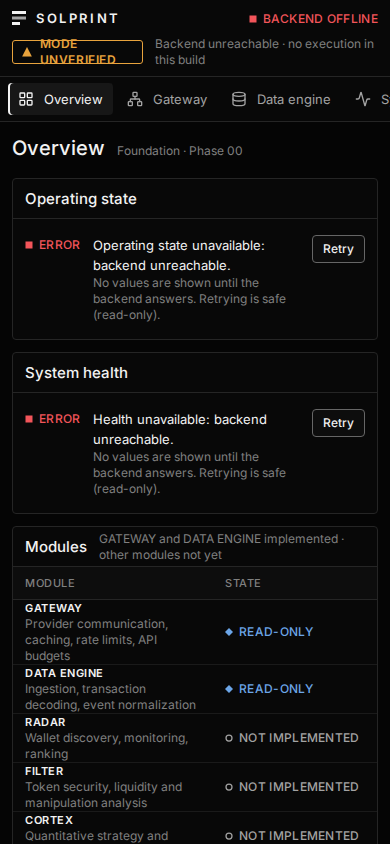 SOLPRINT
BACKEND OFFLINE
MODE
UNVERIFIED
Backend unreachable · no execution in
this build
Overview
Gateway
Data engine
S
Overview
Foundation · Phase 00
Operating state
ERROR
Operating state unavailable:
backend unreachable.
No values are shown until the
backend answers. Retrying is safe
(read-only).
Retry
System health
ERROR
Health unavailable: backend
unreachable.
No values are shown until the
backend answers. Retrying is safe
(read-only).
Retry
Modules
GATEWAY and DATA ENGINE implemented ·
other modules not yet
MODULE
STATE
GATEWAY
Provider communication,
caching, rate limits, API
budgets
READ-ONLY
DATA ENGINE
Ingestion, transaction
decoding, event normalization
READ-ONLY
RADAR
Wallet discovery, monitoring,
ranking
NOT IMPLEMENTED
FILTER
Token security, liquidity and
manipulation analysis
NOT IMPLEMENTED
CORTEX
Quantitative strategy and
NOT IMPLEMENTED